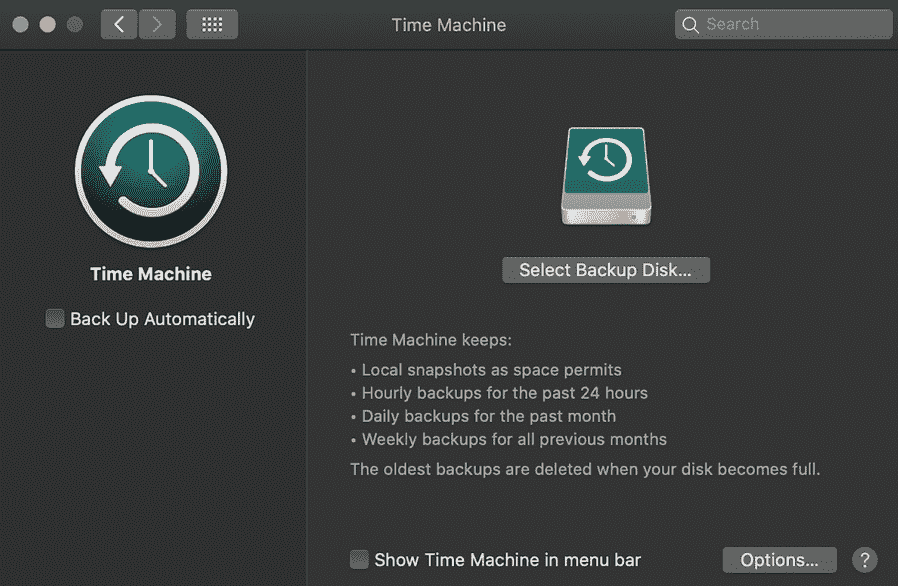 Time Machine
Search
Time Machine
Back Up Automatically
Select Backup Disk...
Time Machine keeps:
• Local snapshots as space permits
• Hourly backups for the past 24 hours
• Daily backups for the past month
• Weekly backups for all previous months
The oldest backups are deleted when your disk becomes full.
Show Time Machine in menu bar
Options...
?